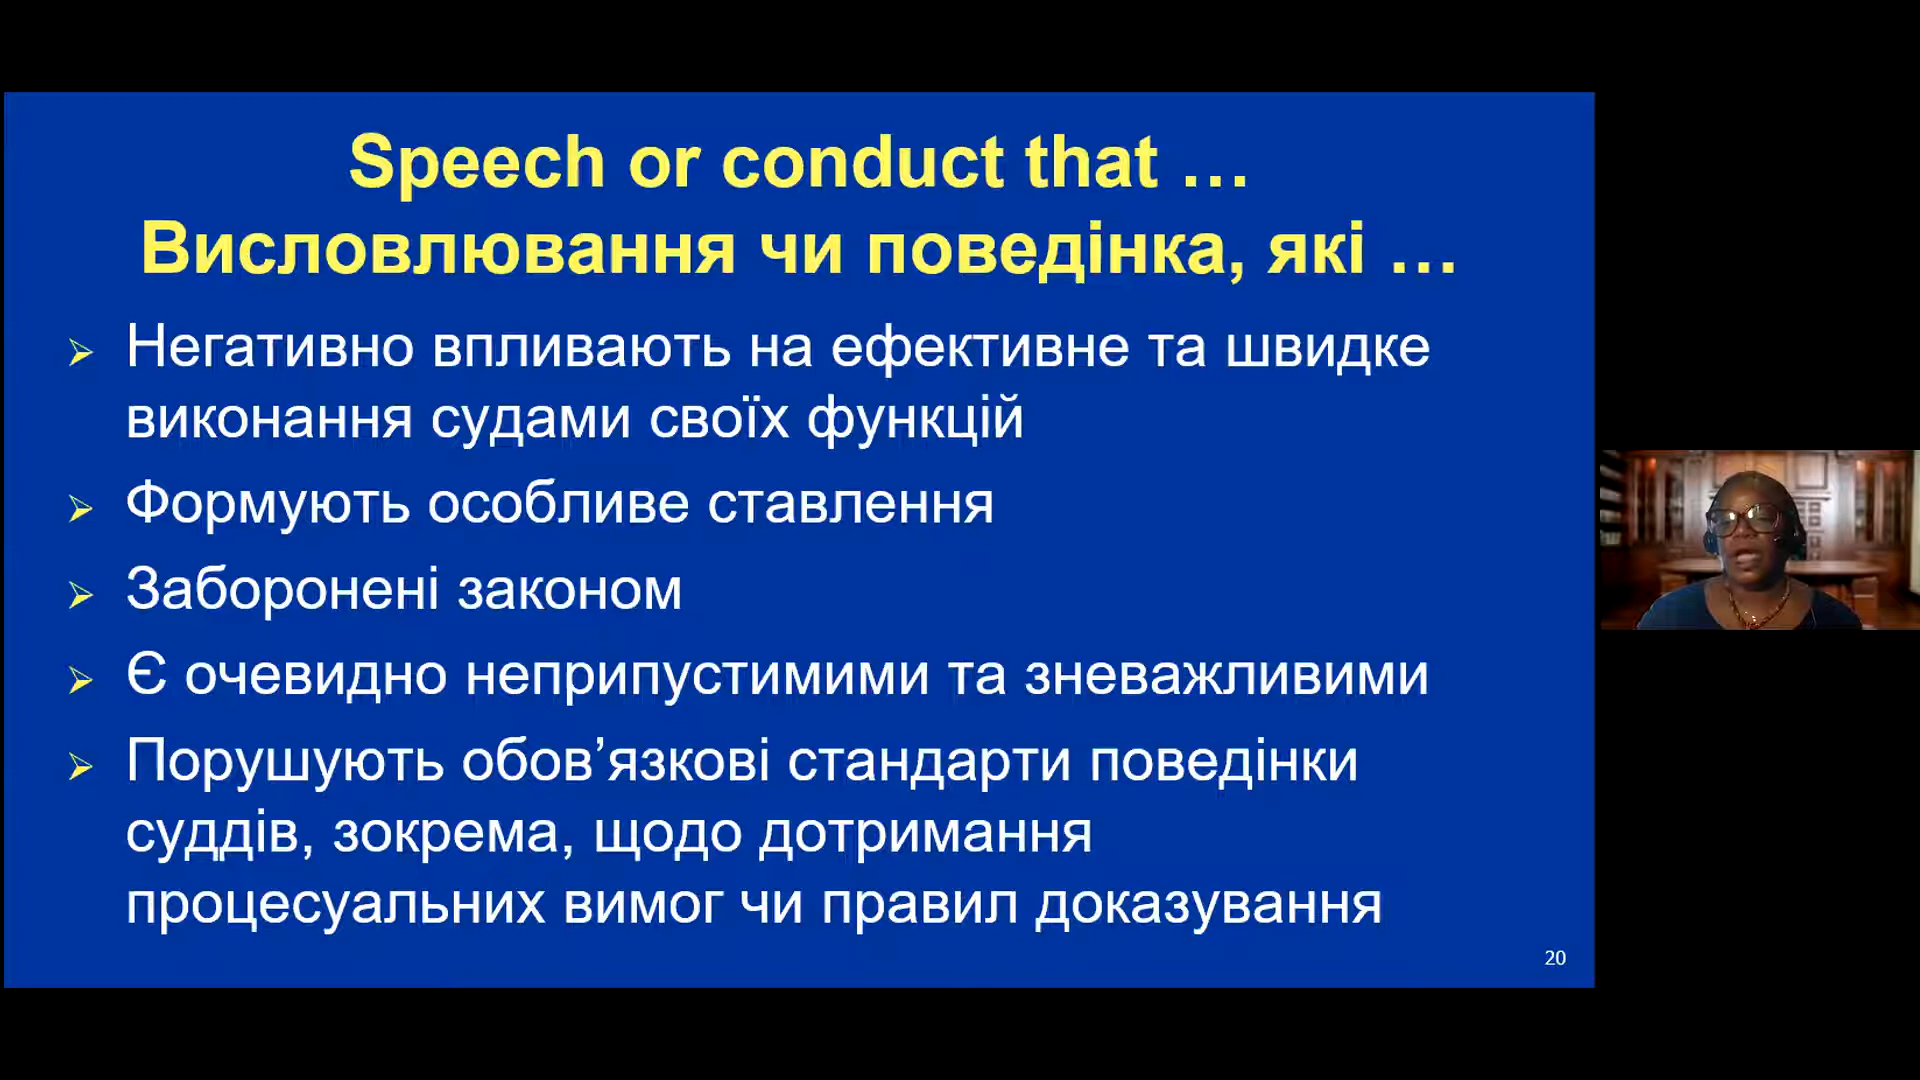 Speech or conduct that …
Висловлювання чи поведінка, які …
Негативно впливають на ефективне та швидке
виконання судами своїх функцій
Формують особливе ставлення
Заборонені законом
Є очевидно неприпустимими та зневажливими
Порушують обов’язкові стандарти поведінки
суддів, зокрема, щодо дотримання
процесуальних вимог чи правил доказування
20